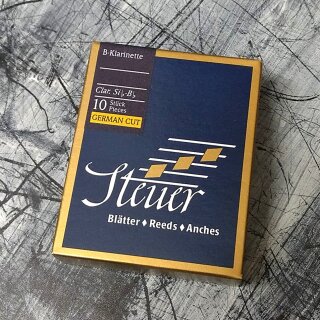 B-Klarinette
Clar. Si♭-B♭
10 Stück
Pieces
GERMAN CUT
Steuer
Blätter ♦ Reeds ♦ Anches